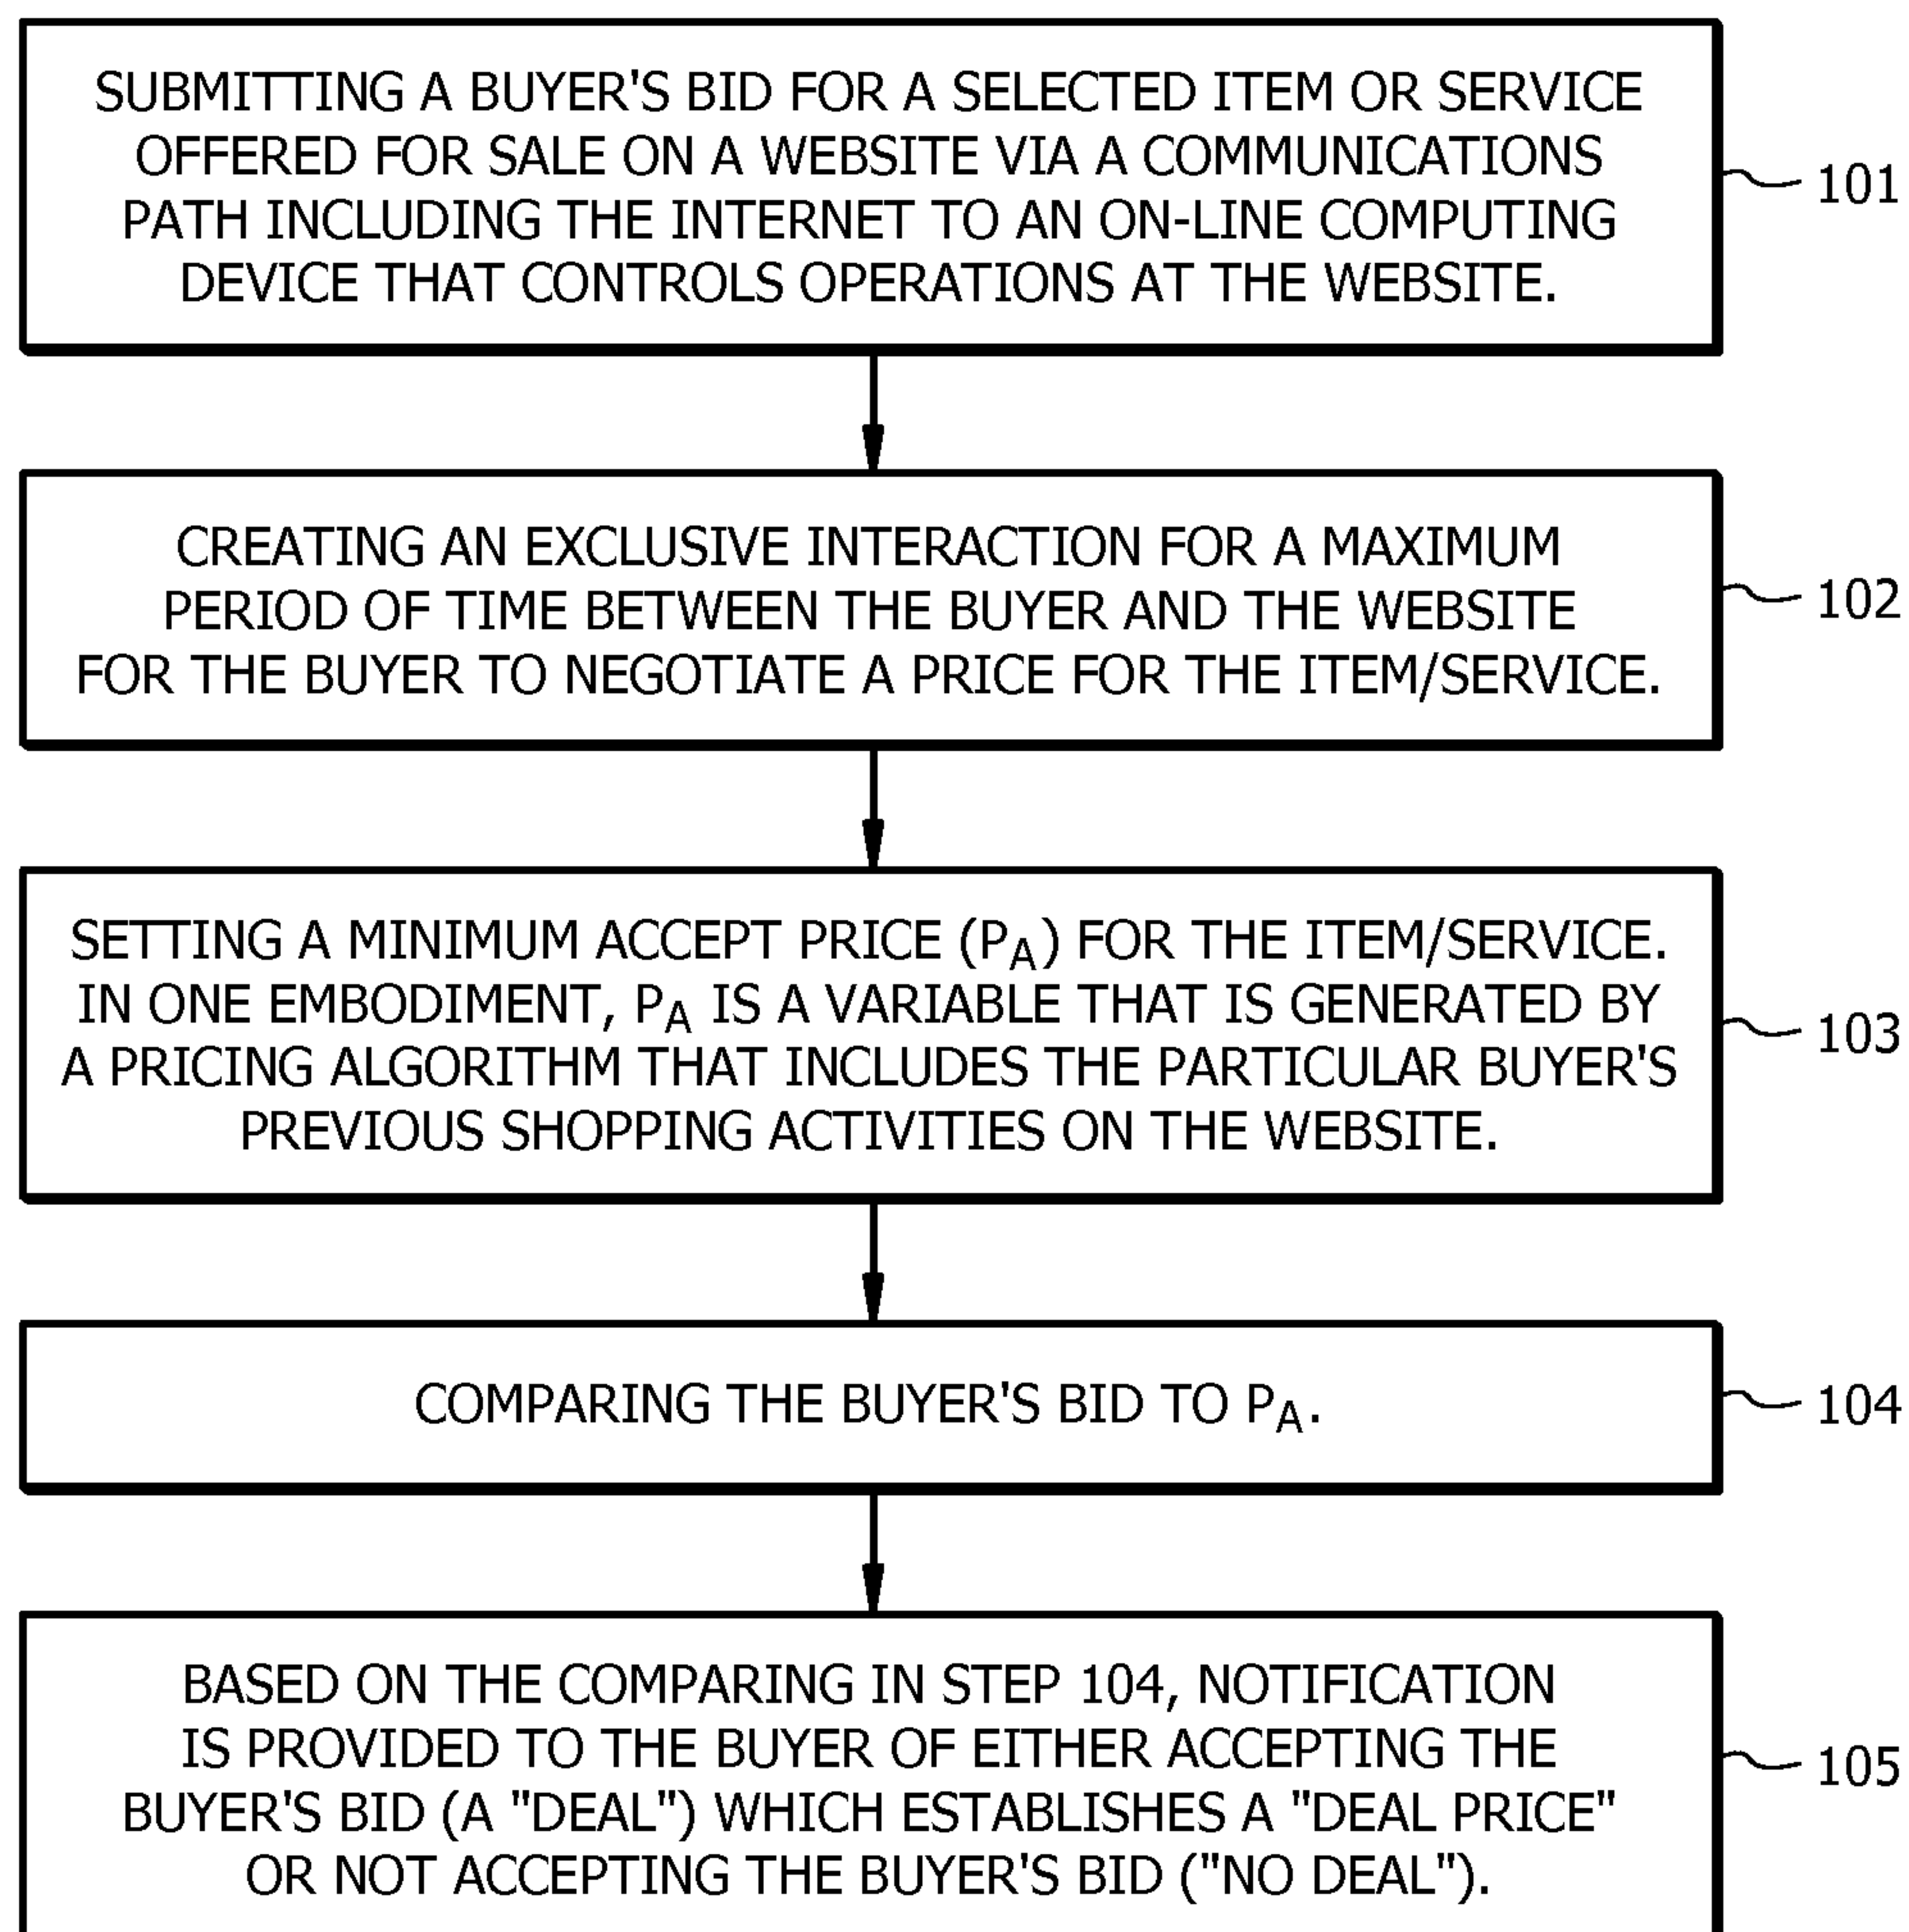 SUBMITTING A BUYER'S BID FOR A SELECTED ITEM OR SERVICE
OFFERED FOR SALE ON A WEBSITE VIA A COMMUNICATIONS
PATH INCLUDING THE INTERNET TO AN ON-LINE COMPUTING
DEVICE THAT CONTROLS OPERATIONS AT THE WEBSITE.
101
CREATING AN EXCLUSIVE INTERACTION FOR A MAXIMUM
PERIOD OF TIME BETWEEN THE BUYER AND THE WEBSITE
FOR THE BUYER TO NEGOTIATE A PRICE FOR THE ITEM/SERVICE.
102
SETTING A MINIMUM ACCEPT PRICE (PA) FOR THE ITEM/SERVICE.
IN ONE EMBODIMENT, PA IS A VARIABLE THAT IS GENERATED BY
A PRICING ALGORITHM THAT INCLUDES THE PARTICULAR BUYER'S
PREVIOUS SHOPPING ACTIVITIES ON THE WEBSITE.
103
COMPARING THE BUYER'S BID TO PA.
104
BASED ON THE COMPARING IN STEP 104, NOTIFICATION
IS PROVIDED TO THE BUYER OF EITHER ACCEPTING THE
BUYER'S BID (A "DEAL") WHICH ESTABLISHES A "DEAL PRICE"
OR NOT ACCEPTING THE BUYER'S BID ("NO DEAL").
105